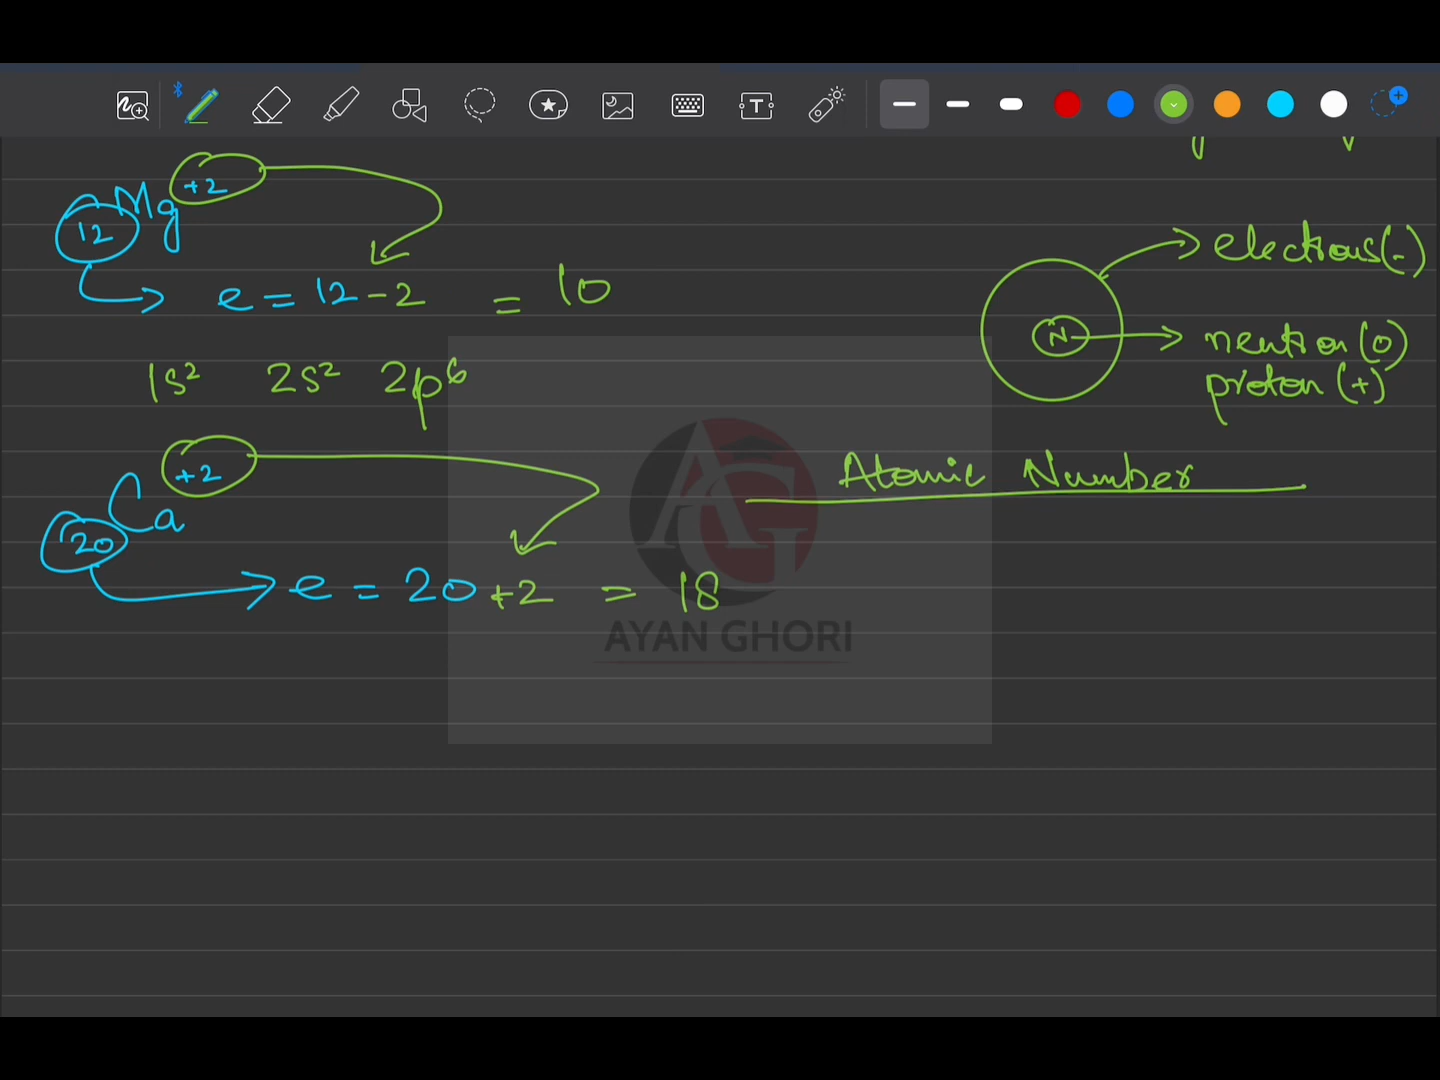 Mg +2
12
e = 12 - 2 = 10
1s² 2s² 2p⁶
Ca +2
20
e = 20 + 2 = 18
electrons (-)
N
neutron (0)
proton (+)
Atomic Number
AG
AYAN GHORI